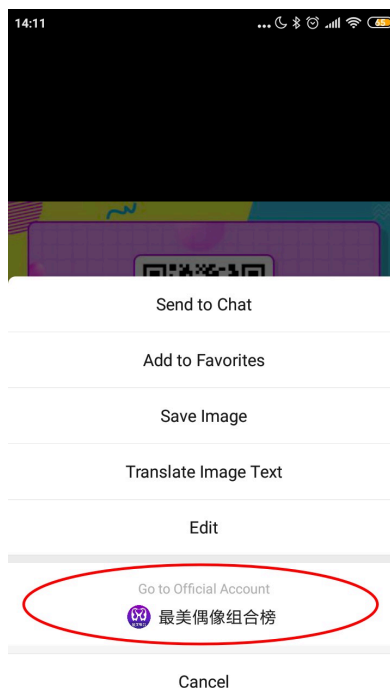 14:11
65
Send to Chat
Add to Favorites
Save Image
Translate Image Text
Edit
Go to Official Account
最美偶像组合榜
Cancel